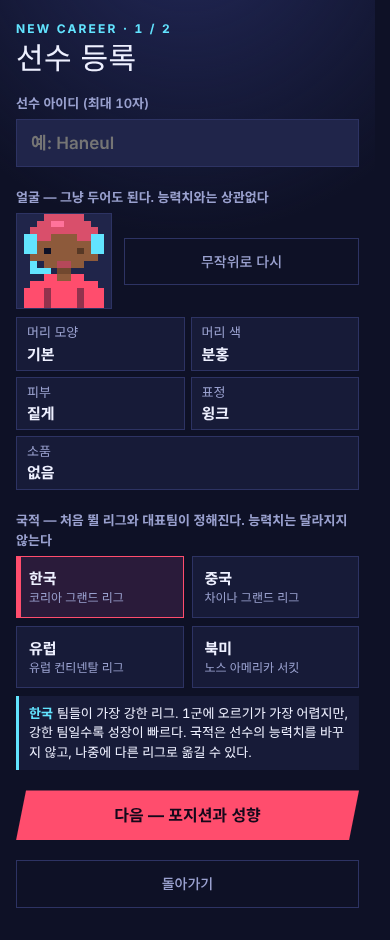 NEW CAREER · 1 / 2
선수 등록
선수 아이디 (최대 10자)
예: Haneul
얼굴 — 그냥 두어도 된다. 능력치와는 상관없다
무작위로 다시
머리 모양
기본
머리 색
분홍
피부
짙게
표정
윙크
소품
없음
국적 — 처음 뛸 리그와 대표팀이 정해진다. 능력치는 달라지지
않는다
한국
코리아 그랜드 리그
중국
차이나 그랜드 리그
유럽
유럽 컨티넨탈 리그
북미
노스 아메리카 서킷
한국 팀들이 가장 강한 리그. 1군에 오르기가 가장 어렵지만,
강한 팀일수록 성장이 빠르다. 국적은 선수의 능력치를 바꾸
지 않고, 나중에 다른 리그로 옮길 수 있다.
다음 — 포지션과 성향
돌아가기